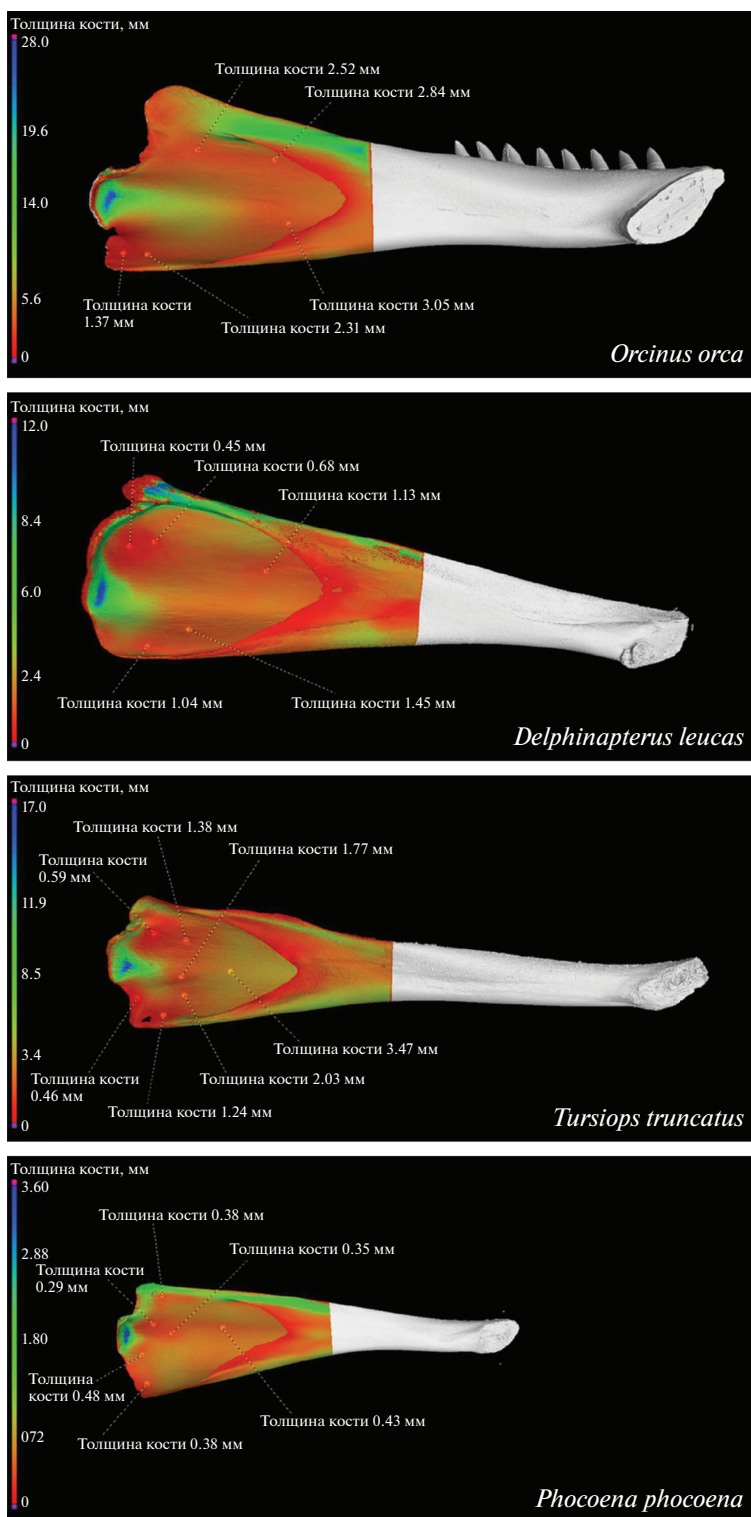 Толщина кости, мм
28.0
Толщина кости 2.52 мм
19.6
Толщина кости 2.84 мм
14.0
5.6
Толщина кости
1.37 мм
Толщина кости 3.05 мм
Толщина кости 2.31 мм
0
Orcinus orca
Толщина кости, мм
12.0
Толщина кости 0.45 мм
Толщина кости 0.68 мм
Толщина кости 1.13 мм
8.4
6.0
2.4
Толщина кости 1.04 мм
Толщина кости 1.45 мм
0
Delphinapterus leucas
Толщина кости, мм
17.0
Толщина кости 1.38 мм
Толщина кости 1.77 мм
Толщина кости
0.59 мм
11.9
8.5
3.4
Толщина кости 3.47 мм
Толщина кости
0.46 мм
Толщина кости 2.03 мм
Толщина кости 1.24 мм
0
Tursiops truncatus
Толщина кости, мм
3.60
Толщина кости 0.38 мм
2.88
Толщина кости 0.35 мм
Толщина кости
0.29 мм
1.80
Толщина
кости 0.48 мм
Толщина кости 0.43 мм
072
Толщина кости 0.38 мм
0
Phocoena phocoena